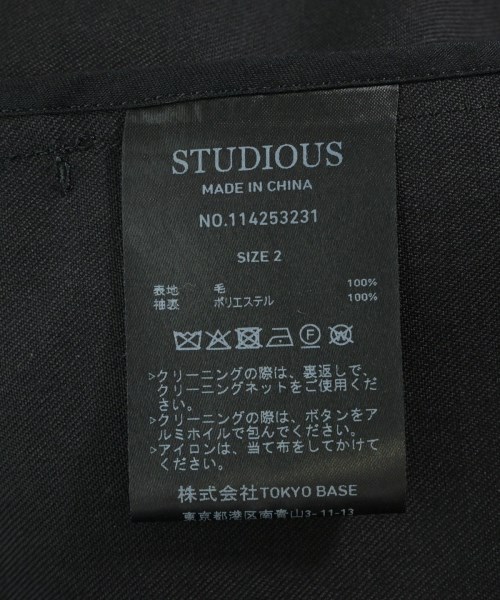 STUDIOUS
MADE IN CHINA
NO.114253231
SIZE 2
表地 毛 100%
袖裏 ポリエステル 100%
>クリーニングの際は、裏返しで、
クリーニングネットをご使用くだ
さい。
>クリーニングの際は、ボタンをア
ルミホイルで包んでください。
>アイロンは、当て布をしてかけて
ください。
株式会社TOKYO BASE
東京都港区南青山3-11-13